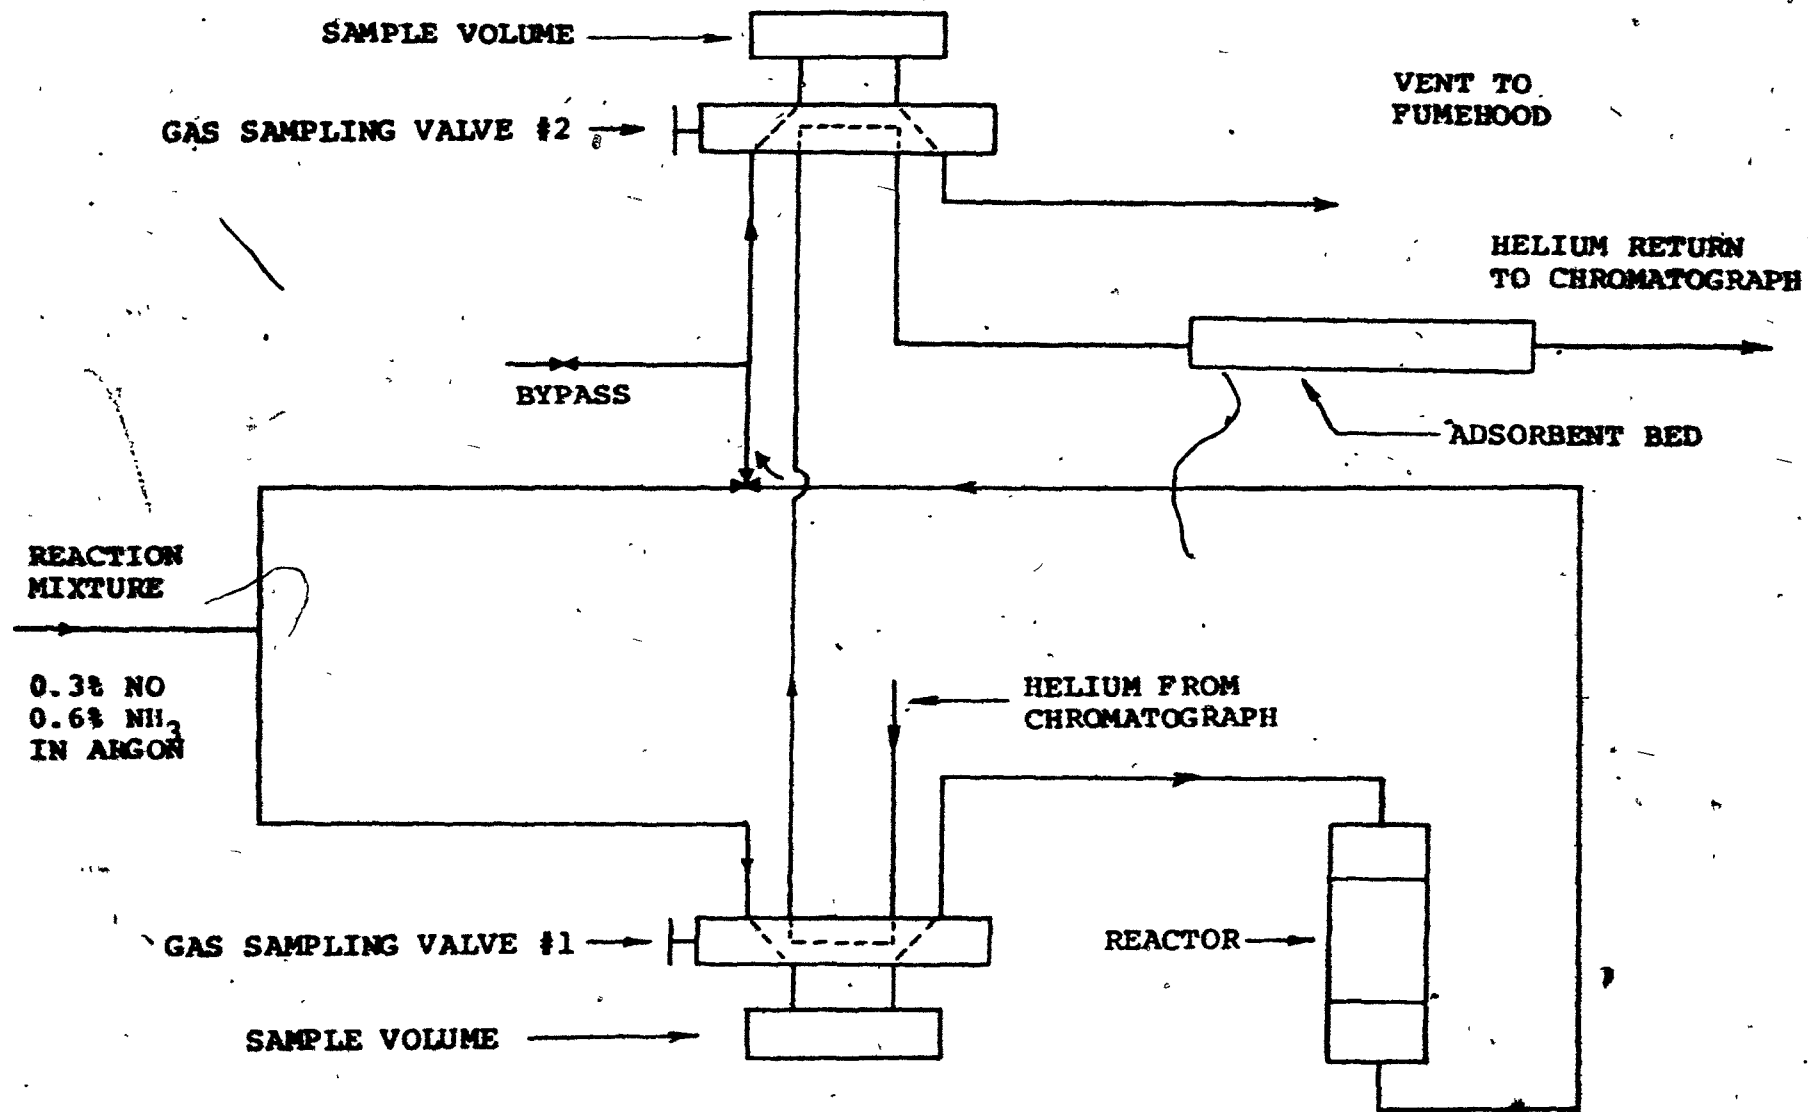 SAMPLE VOLUME
VENT TO
FUMEHOOD
GAS SAMPLING VALVE #2
HELIUM RETURN
TO CHROMATOGRAPH
BYPASS
ADSORBENT BED
REACTION
MIXTURE
0.3% NO
0.6% NH3
IN ARGON
HELIUM FROM
CHROMATOGRAPH
GAS SAMPLING VALVE #1
REACTOR
SAMPLE VOLUME